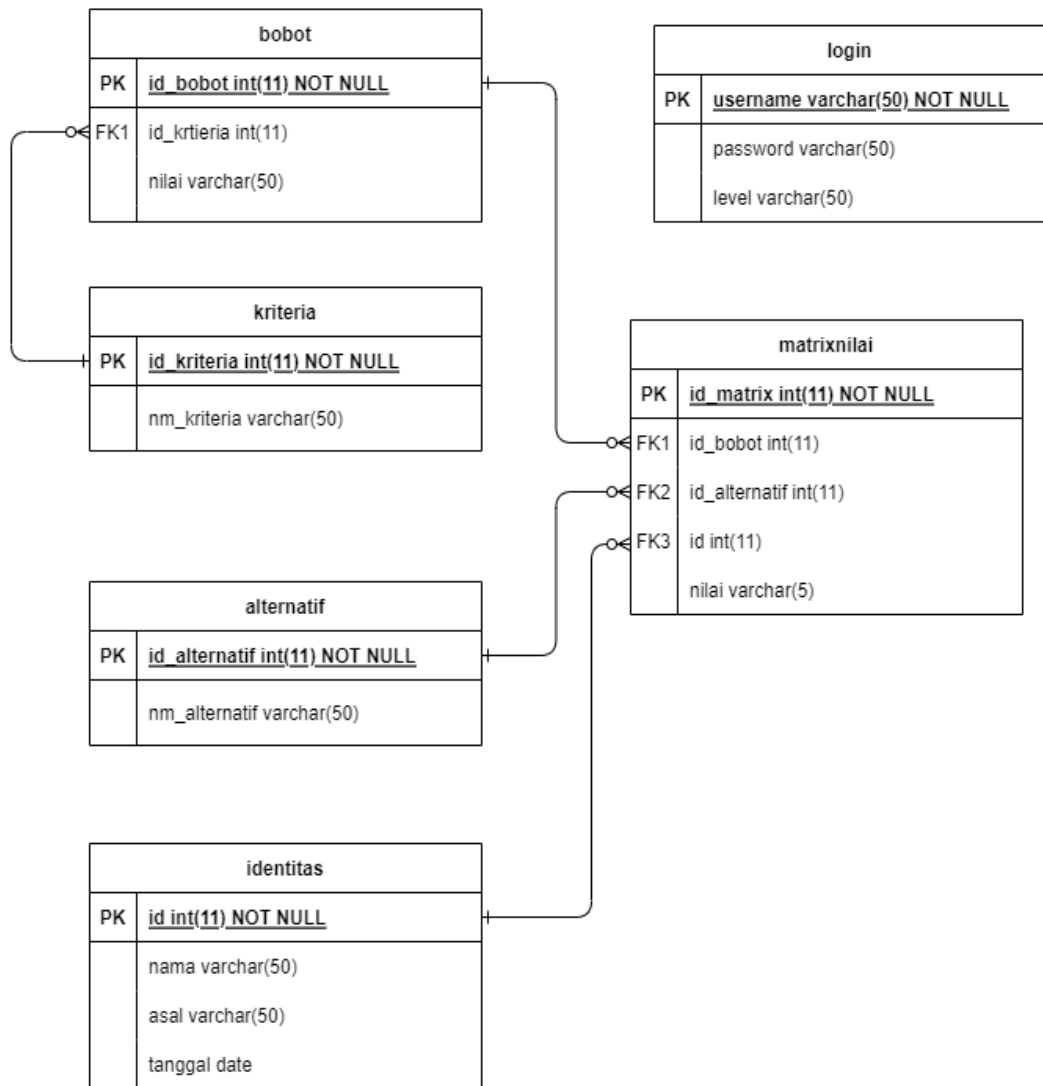 bobot
PK id_bobot int(11) NOT NULL
FK1 id_krtieria int(11)
nilai varchar(50)
login
PK username varchar(50) NOT NULL
password varchar(50)
level varchar(50)
kriteria
PK id_kriteria int(11) NOT NULL
nm_kriteria varchar(50)
matrixnilai
PK id_matrix int(11) NOT NULL
FK1 id_bobot int(11)
FK2 id_alternatif int(11)
FK3 id int(11)
nilai varchar(5)
alternatif
PK id_alternatif int(11) NOT NULL
nm_alternatif varchar(50)
identitas
PK id int(11) NOT NULL
nama varchar(50)
asal varchar(50)
tanggal date